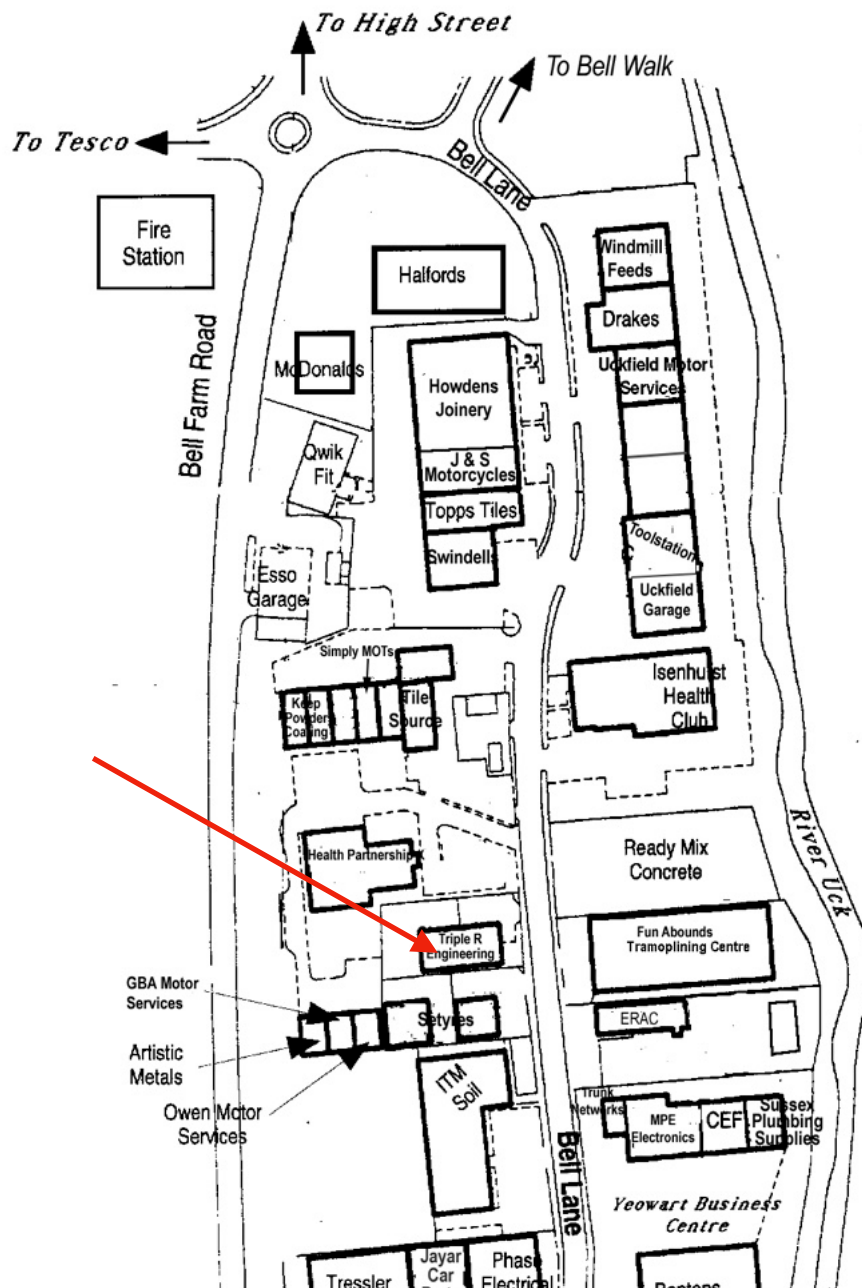 To High Street
To Bell Walk
To Tesco
Bell Lane
Fire
Station
Windmill
Feeds
Halfords
Drakes
Bell Farm Road
McDonalds
Uckfield Motor
Services
Howdens
Joinery
Qwik
Fit
J & S
Motorcycles
Topps Tiles
Toolstation
Swindells
Esso
Garage
Uckfield
Garage
Simply MOTs
Isenhurst
Health
Club
Keep
Powders
Coating
Tile
Source
River Uck
Health Partnership
Ready Mix
Concrete
Triple R
Engineering
Fun Abounds
Tramoplining Centre
GBA Motor
Services
Setyres
ERAC
Artistic
Metals
ITM
Soil
Owen Motor
Services
Trunk
Networks
MPE
Electronics
CEF
Sussex
Plumbing
Supplies
Bell Lane
Yeowart Business
Centre
Tressler
Jayar
Car
Phase
Electrical